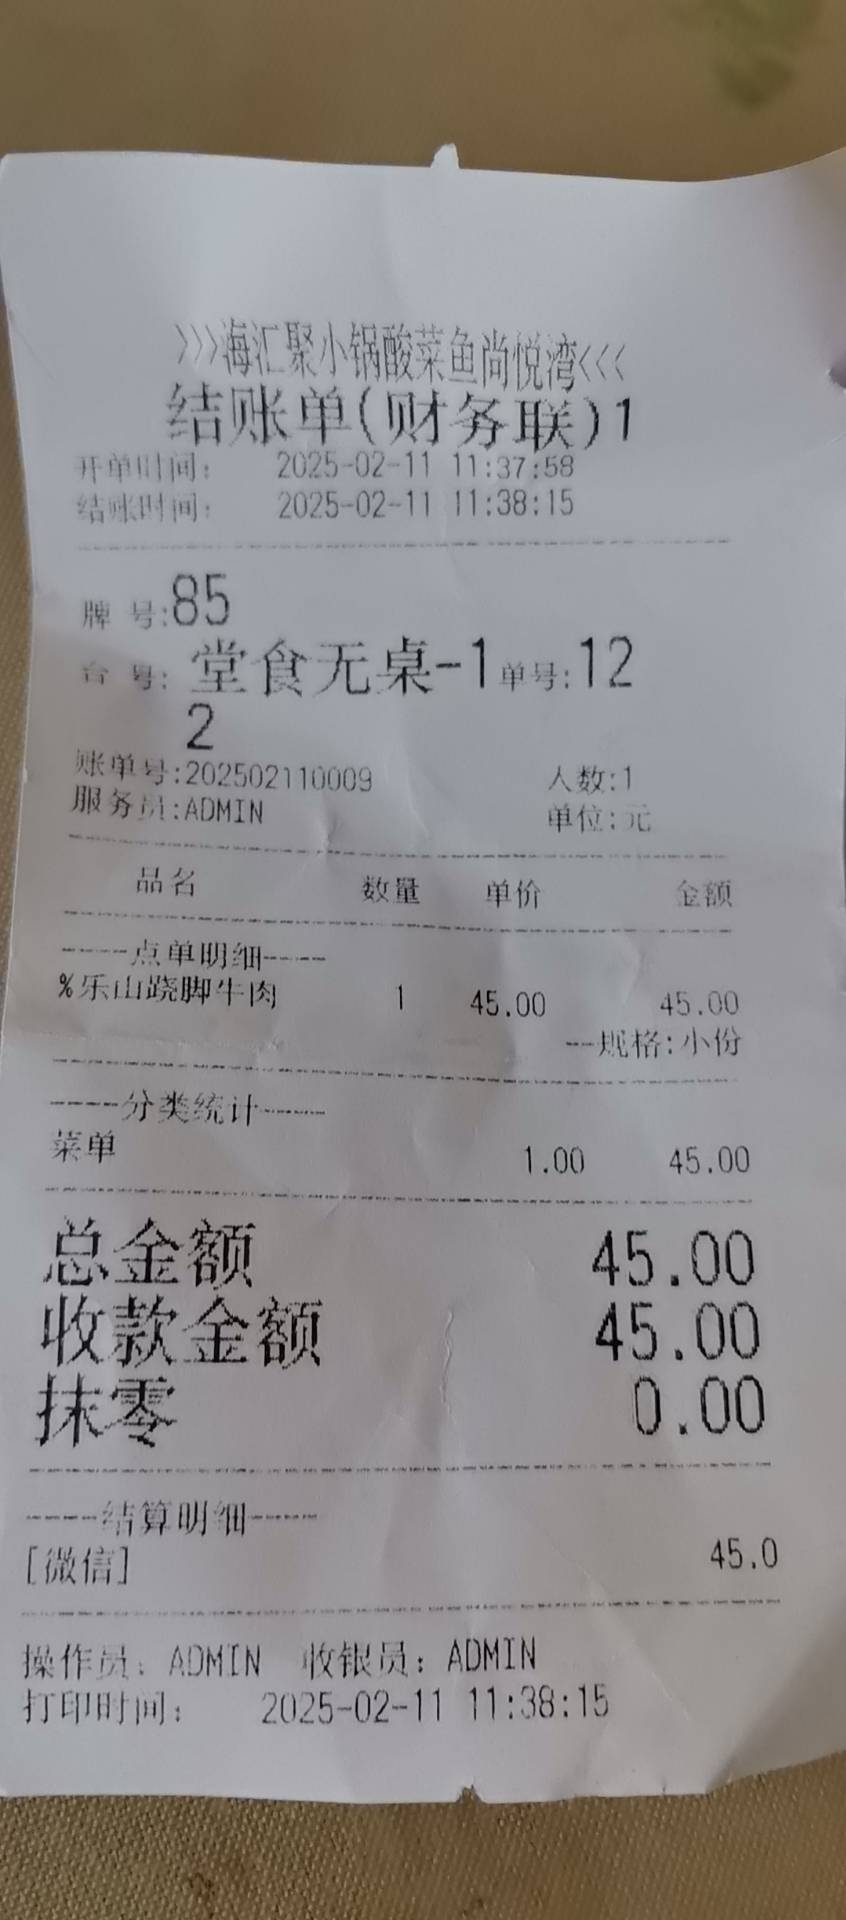 >>>海汇聚小锅酸菜鱼尚悦湾<<<
结账单(财务联)1
开单时间: 2025-02-11 11:37:58
结账时间: 2025-02-11 11:38:15
牌 号:85
台 号: 堂食无桌-1 单号:12
2
账单号:202502110009 人数:1
服务员:ADMIN 单位:元
品名 数量 单价 金额
-----点单明细-----
%乐山跷脚牛肉 1 45.00 45.00
--规格:小份
-----分类统计-----
菜单 1.00 45.00
总金额 45.00
收款金额 45.00
抹零 0.00
-----结算明细-----
[微信] 45.0
操作员: ADMIN 收银员: ADMIN
打印时间: 2025-02-11 11:38:15